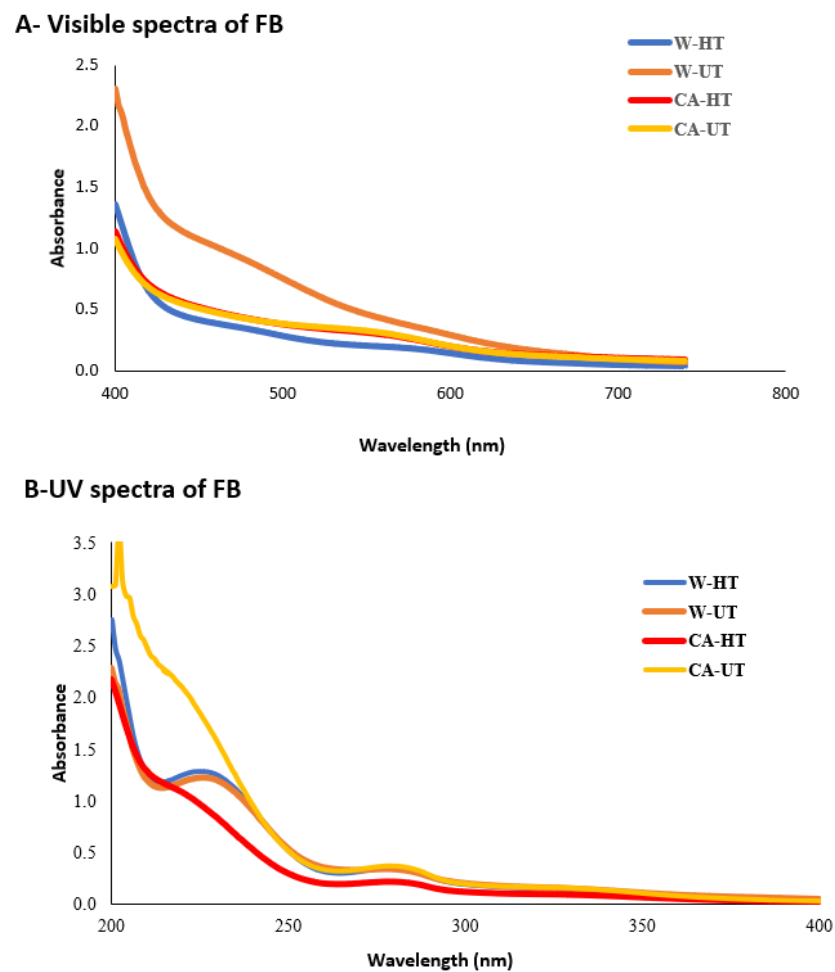 A- Visible spectra of FB
W-HT
W-UT
CA-HT
CA-UT
2.5
2.0
1.5
1.0
0.5
0.0
Absorbance
400
500
600
700
800
Wavelength (nm)
B-UV spectra of FB
3.5
3.0
2.5
2.0
1.5
1.0
0.5
0.0
Absorbance
W-HT
W-UT
CA-HT
CA-UT
200
250
300
350
400
Wavelength (nm)